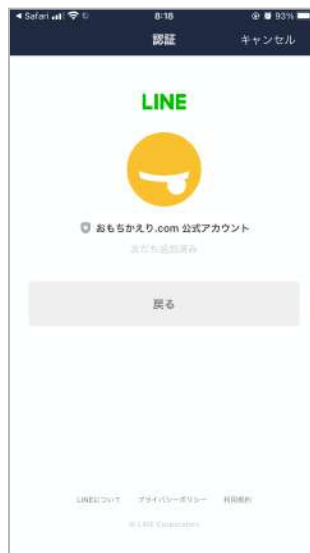 ◀ Safari 8:18 93%
認証 キャンセル
LINE
おもちかえり.com 公式アカウント
友だち追加済み
戻る
LINEについて プライバシーポリシー 利用規約
© LINE Corporation